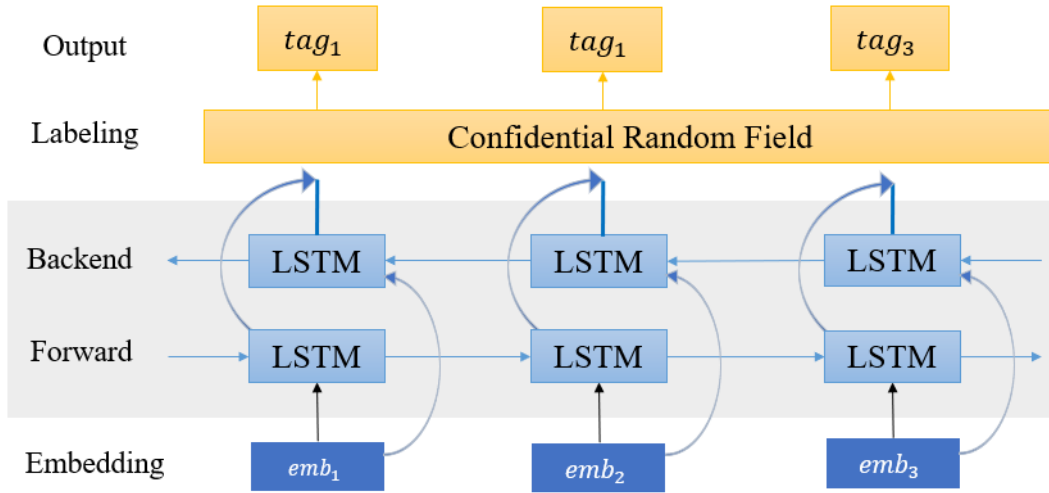 Output
tag₁ tag₁ tag₃
Labeling
Confidential Random Field
Backend
LSTM LSTM LSTM
Forward
LSTM LSTM LSTM
Embedding
emb₁ emb₂ emb₃